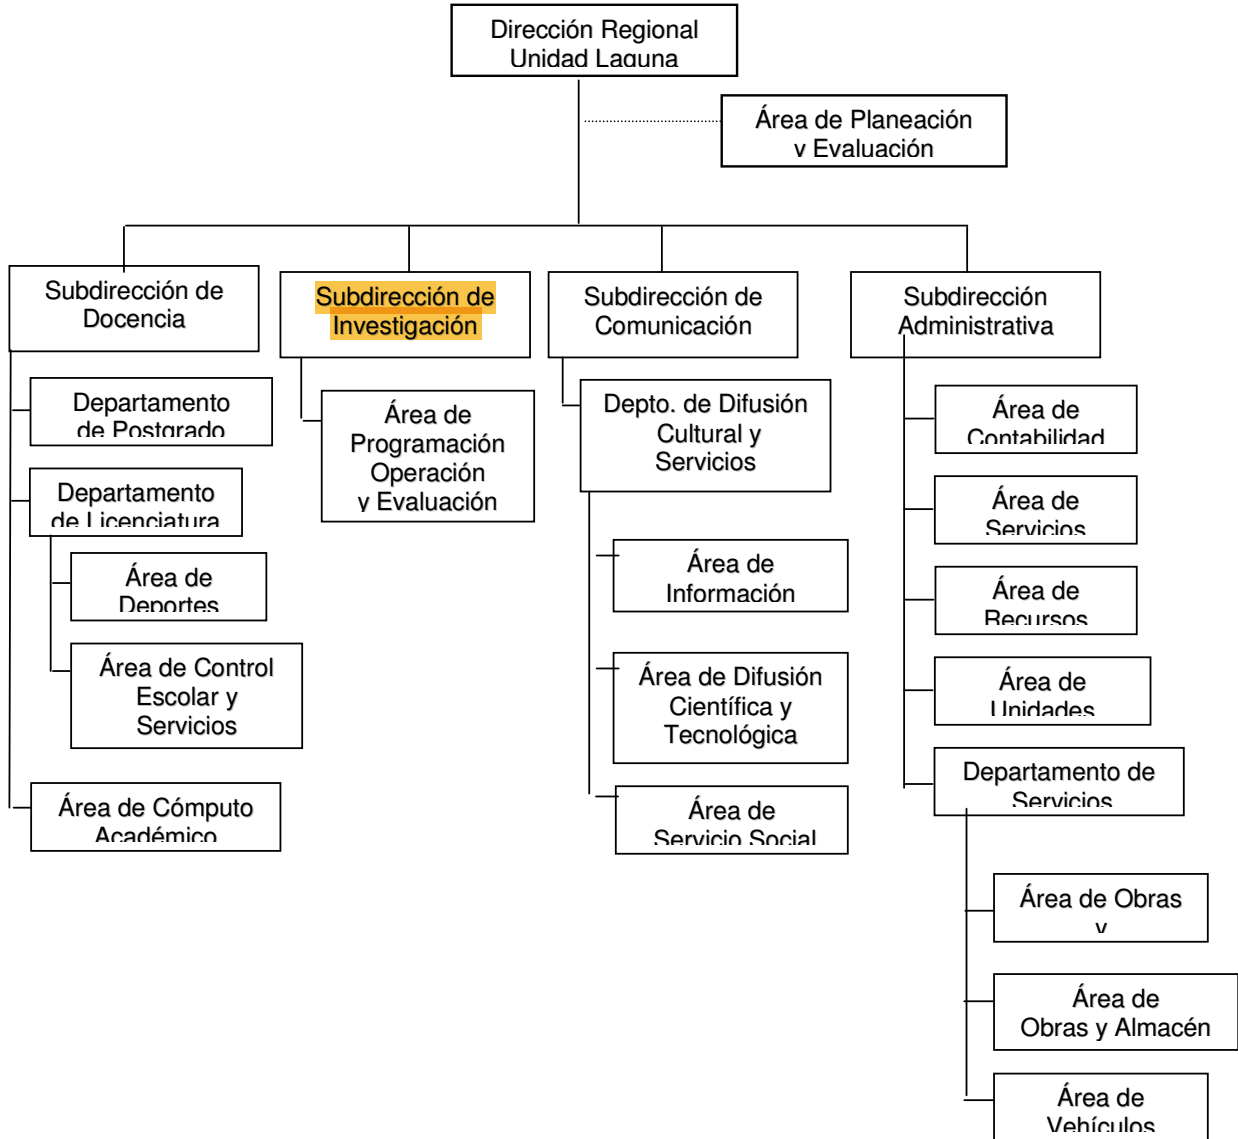 Dirección Regional
Unidad Laguna
Área de Planeación
y Evaluación
Subdirección de
Docencia
Subdirección de
Investigación
Subdirección de
Comunicación
Subdirección
Administrativa
Departamento
de Postgrado
Departamento
de Licenciatura
Área de
Deportes
Área de Control
Escolar y
Servicios
Área de Cómputo
Académico
Área de
Programación
Operación
y Evaluación
Depto. de Difusión
Cultural y
Servicios
Área de
Información
Área de Difusión
Científica y
Tecnológica
Área de
Servicio Social
Área de
Contabilidad
Área de
Servicios
Área de
Recursos
Área de
Unidades
Departamento de
Servicios
Área de Obras
y
Área de
Obras y Almacén
Área de
Vehículos